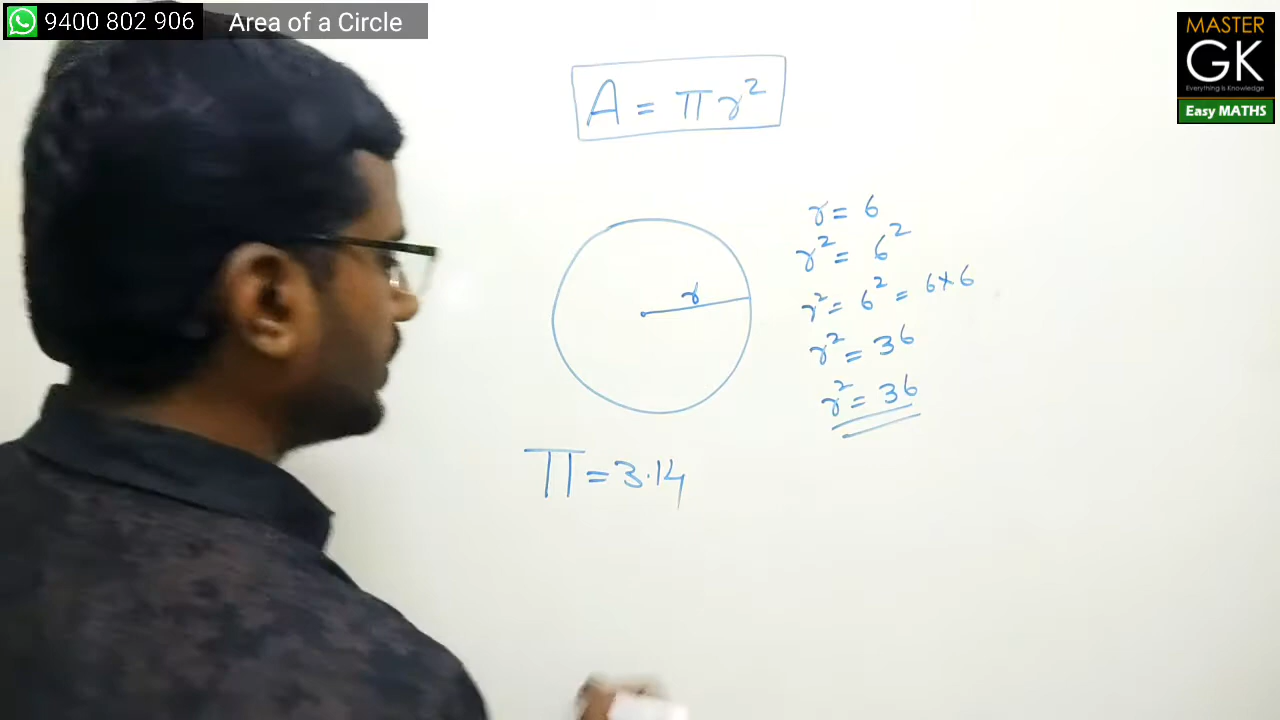 9400 802 906
Area of a Circle
MASTER
GK
Everything is Knowledge
Easy MATHS
A = πr²
r
r = 6
r² = 6²
r² = 6² = 6×6
r² = 36
r² = 36
π = 3.14